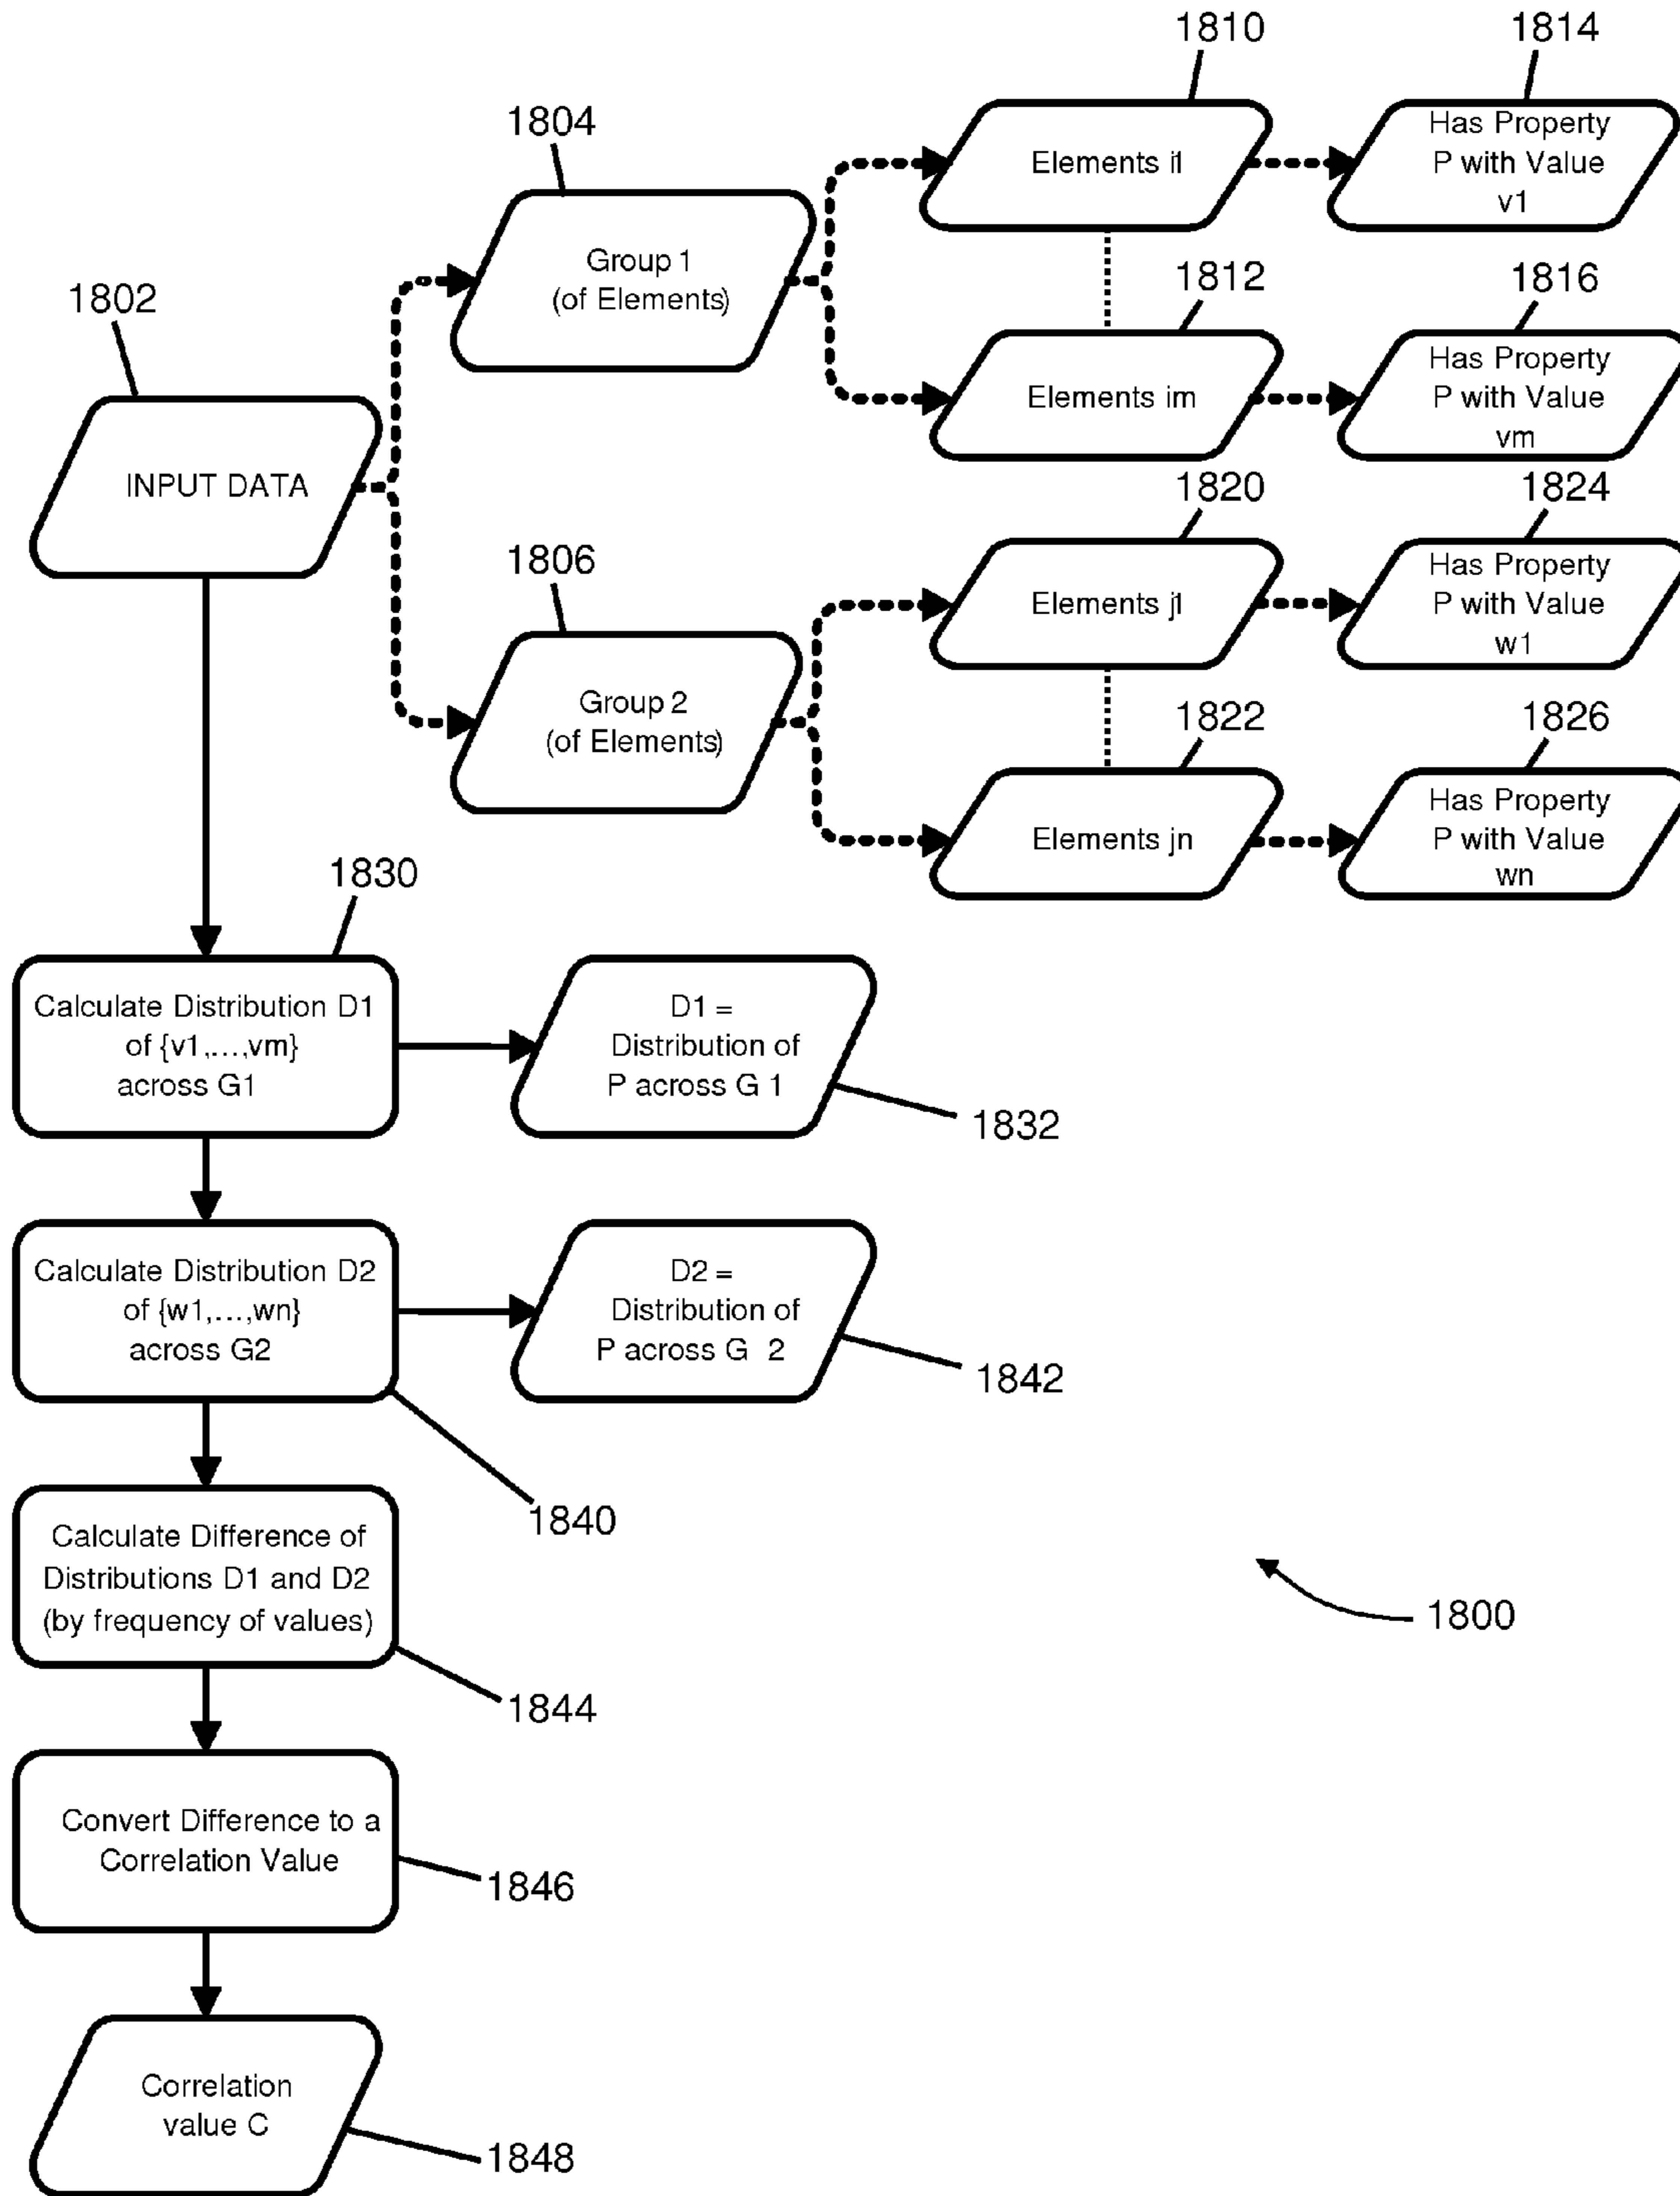 1810
1814
1804
Elements i1
Has Property
P with Value
v1
Group 1
(of Elements)
1802
1812
1816
Elements im
Has Property
P with Value
vm
INPUT DATA
1820
1824
1806
Elements j1
Has Property
P with Value
w1
Group 2
(of Elements)
1822
1826
Elements jn
Has Property
P with Value
wn
1830
Calculate Distribution D1
of {v1,...,vm}
across G1
D1 =
Distribution of
P across G 1
1832
Calculate Distribution D2
of {w1,...,wn}
across G2
D2 =
Distribution of
P across G 2
1842
1840
Calculate Difference of
Distributions D1 and D2
(by frequency of values)
1800
1844
Convert Difference to a
Correlation Value
1846
Correlation
value C
1848